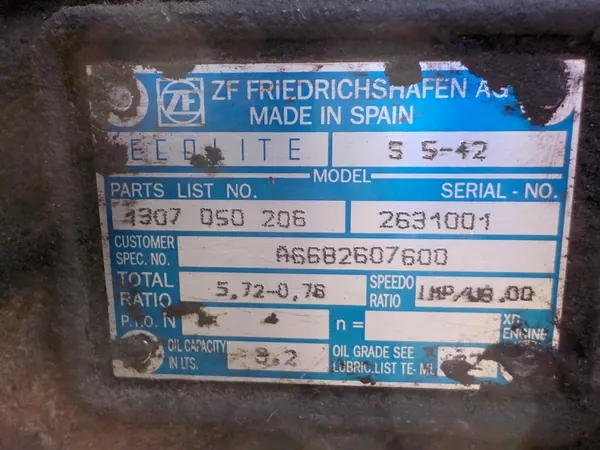 ZF ZF FRIEDRICHSHAFEN AG
MADE IN SPAIN
ECOLITE S 5-42
MODEL
PARTS LIST NO. SERIAL - NO.
1307 050 206 2631001
CUSTOMER SPEC. NO. A6682607600
TOTAL RATIO 5,72-0,76 SPEEDO RATIO IMP/U8.00
P.T.O. N n = ENGINE
OIL CAPACITY IN LTS. 3.2 OIL GRADE SEE LUBRIC.LIST TE-ML